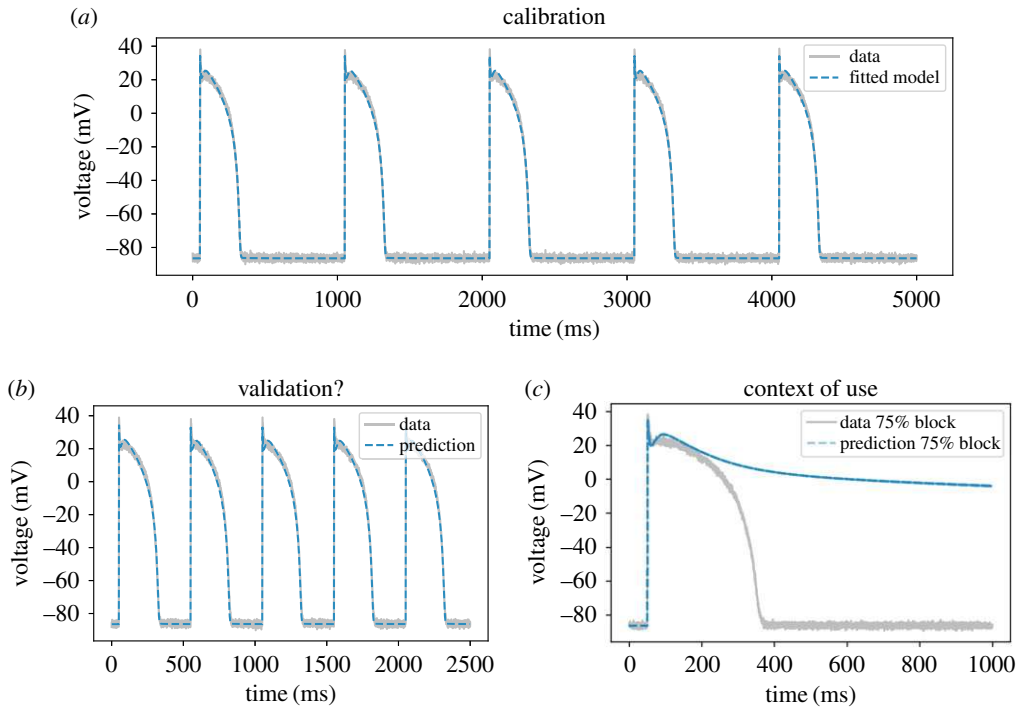 (a) calibration
40
20
0
–20
–40
–60
–80
voltage (mV)
data
fitted model
0 1000 2000 3000 4000 5000
time (ms)
(b) validation?
40
20
0
–20
–40
–60
–80
voltage (mV)
data
prediction
0 500 1000 1500 2000 2500
time (ms)
(c) context of use
40
20
0
–20
–40
–60
–80
voltage (mV)
data 75% block
prediction 75% block
0 200 400 600 800 1000
time (ms)